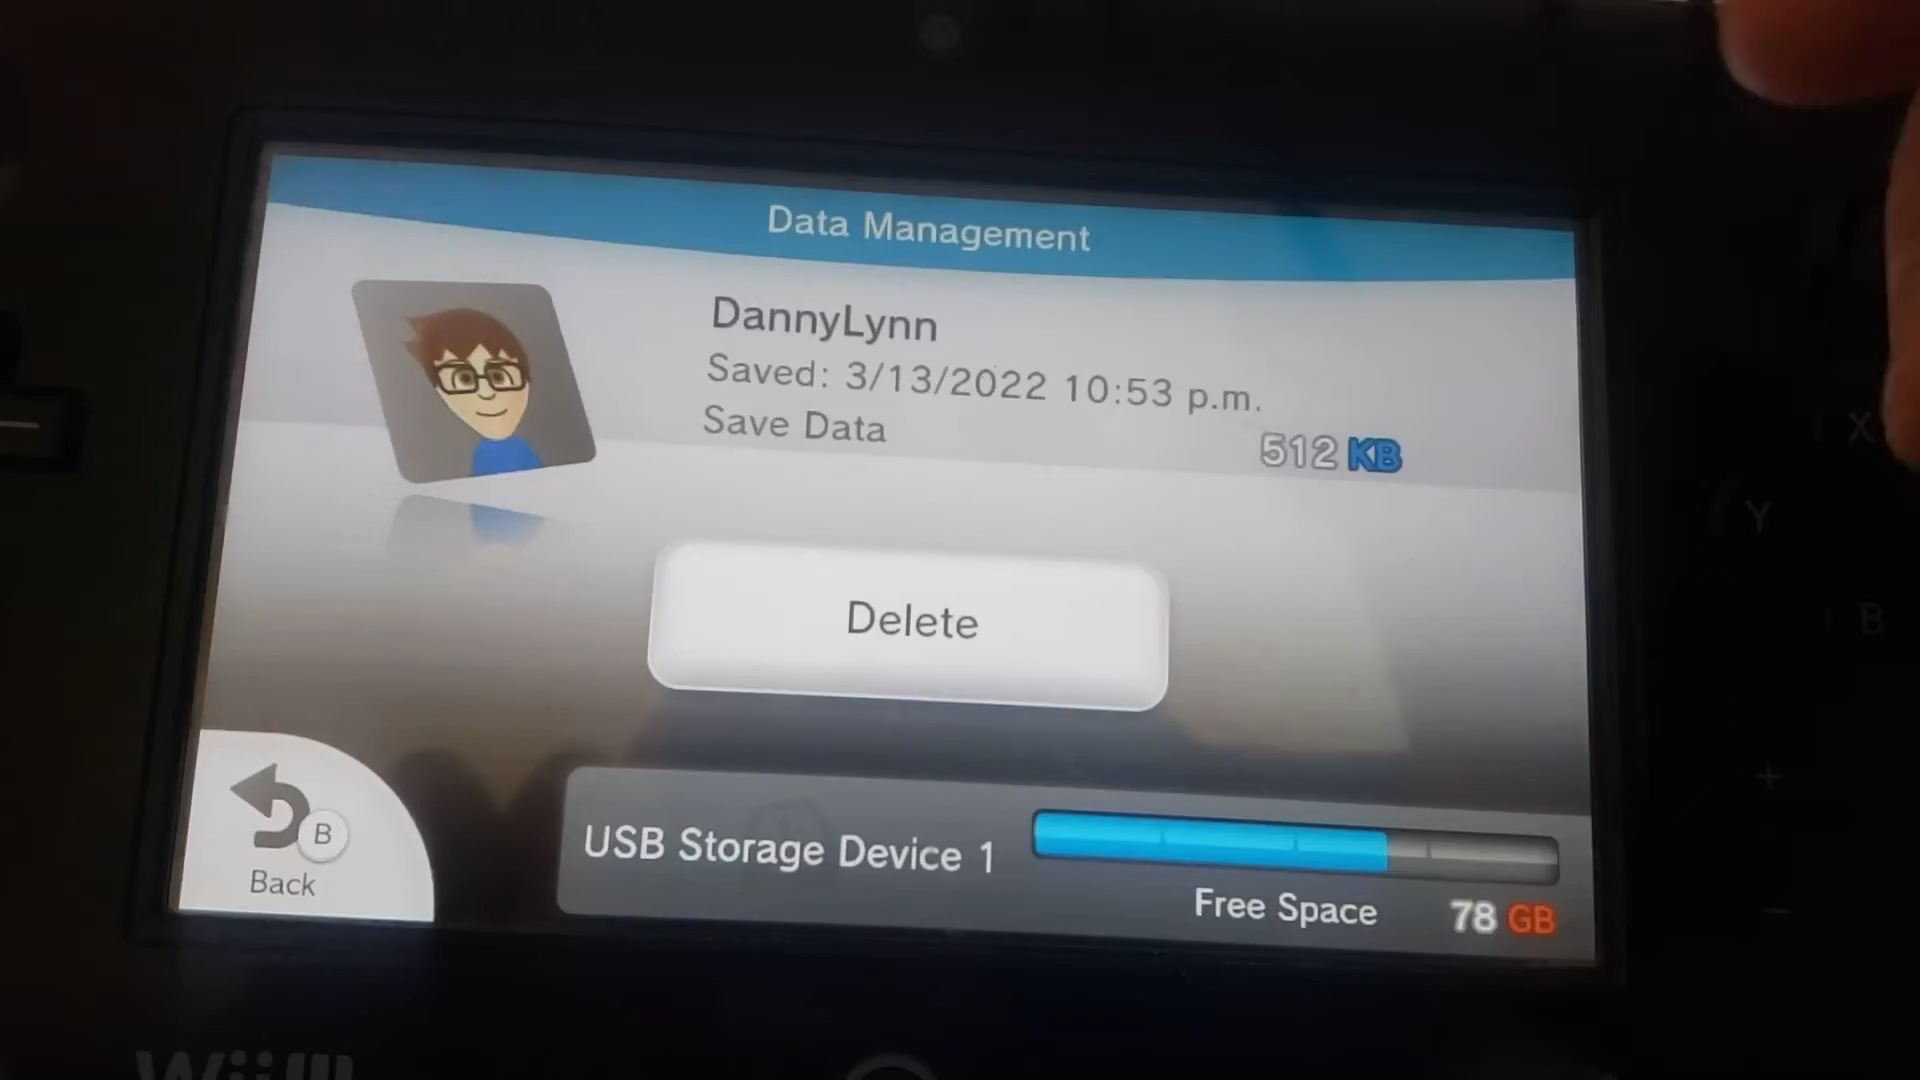 Data Management
DannyLynn
Saved: 3/13/2022 10:53 p.m.
Save Data
512 KB
Delete
B
Back
USB Storage Device 1
Free Space 78 GB
X
Y
B
+
-
Wii U